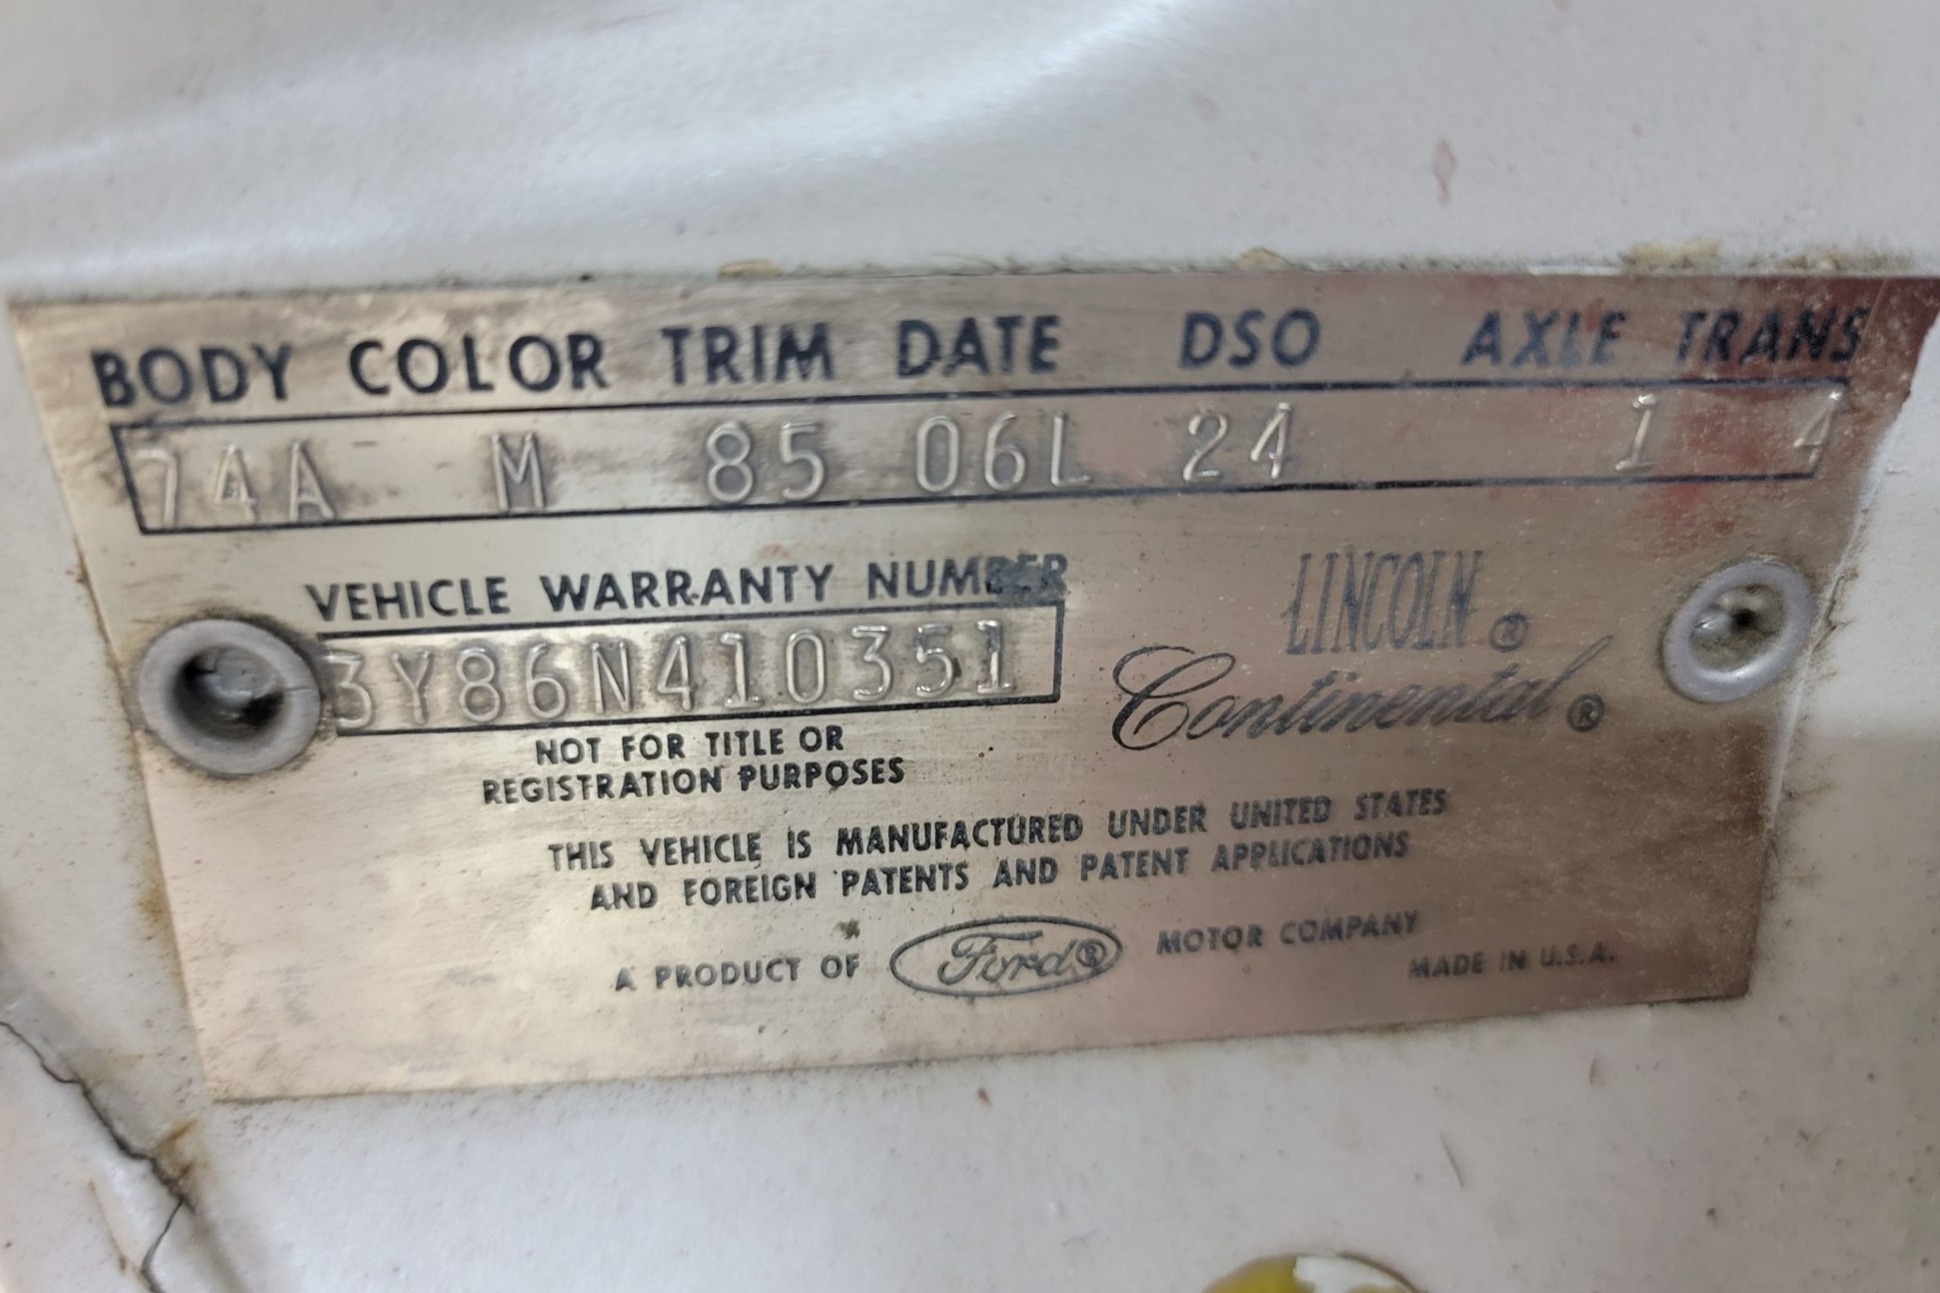 BODY COLOR TRIM DATE DSO AXLE TRANS
74A M 85 06L 24 1 4
VEHICLE WARRANTY NUMBER
3Y86N410351
LINCOLN ®
Continental ®
NOT FOR TITLE OR
REGISTRATION PURPOSES
THIS VEHICLE IS MANUFACTURED UNDER UNITED STATES
AND FOREIGN PATENTS AND PATENT APPLICATIONS
A PRODUCT OF Ford® MOTOR COMPANY
MADE IN U.S.A.